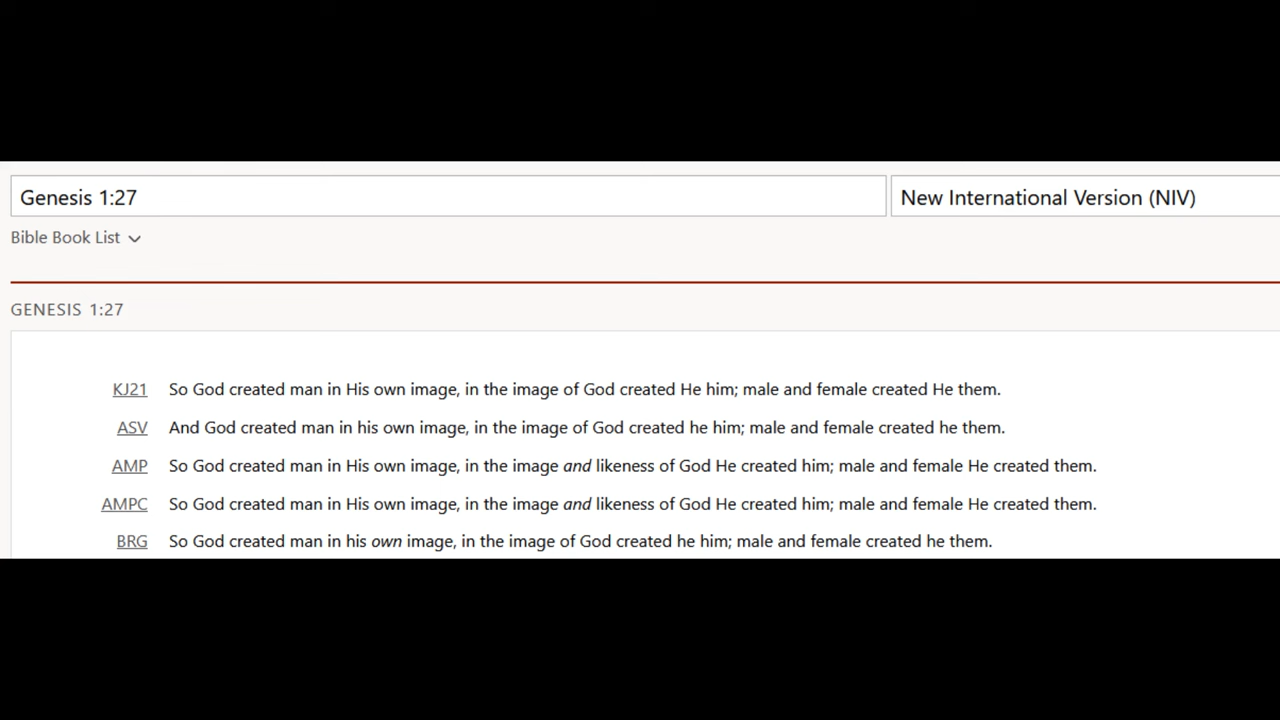 Genesis 1:27
New International Version (NIV)
Bible Book List
GENESIS 1:27
KJ21 So God created man in His own image, in the image of God created He him; male and female created He them.
ASV And God created man in his own image, in the image of God created he him; male and female created he them.
AMP So God created man in His own image, in the image and likeness of God He created him; male and female He created them.
AMPC So God created man in His own image, in the image and likeness of God He created him; male and female He created them.
BRG So God created man in his own image, in the image of God created he him; male and female created he them.